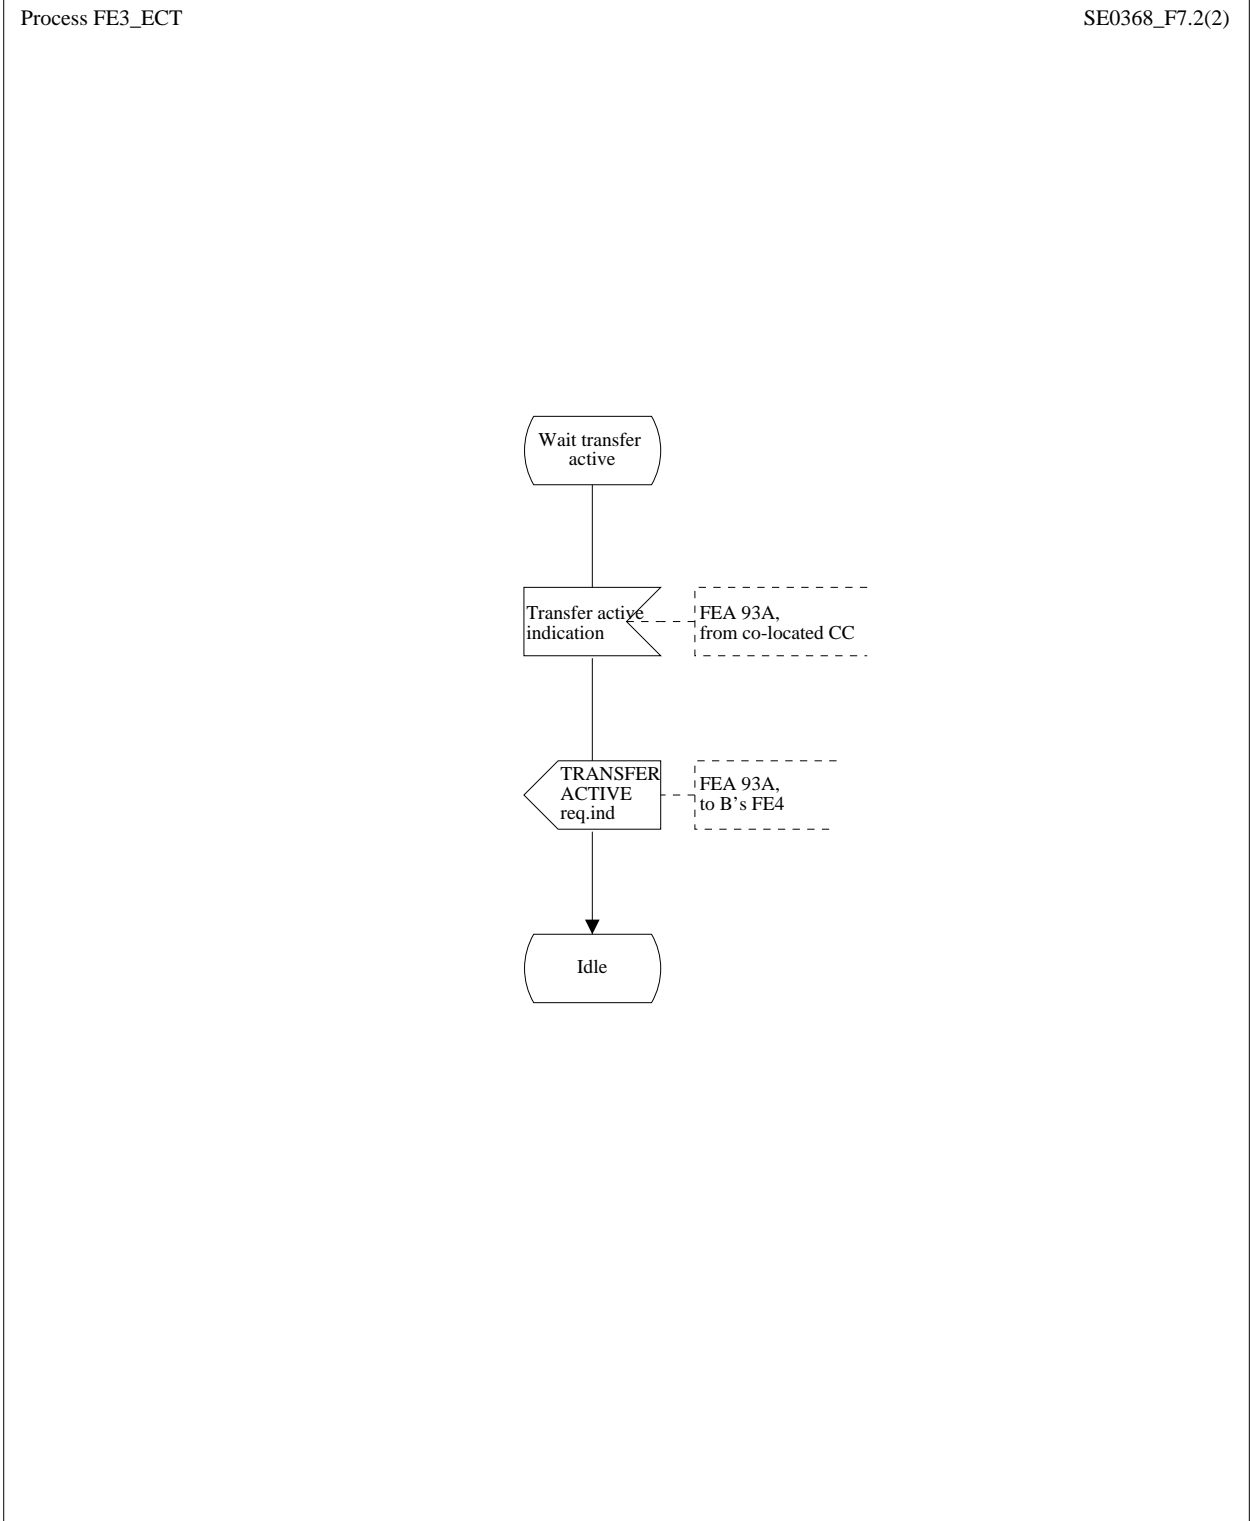 Process FE3_ECT
SE0368_F7.2(2)
Wait transfer
active
Transfer active
indication
FEA 93A,
from co-located CC
TRANSFER
ACTIVE
req.ind
FEA 93A,
to B's FE4
Idle